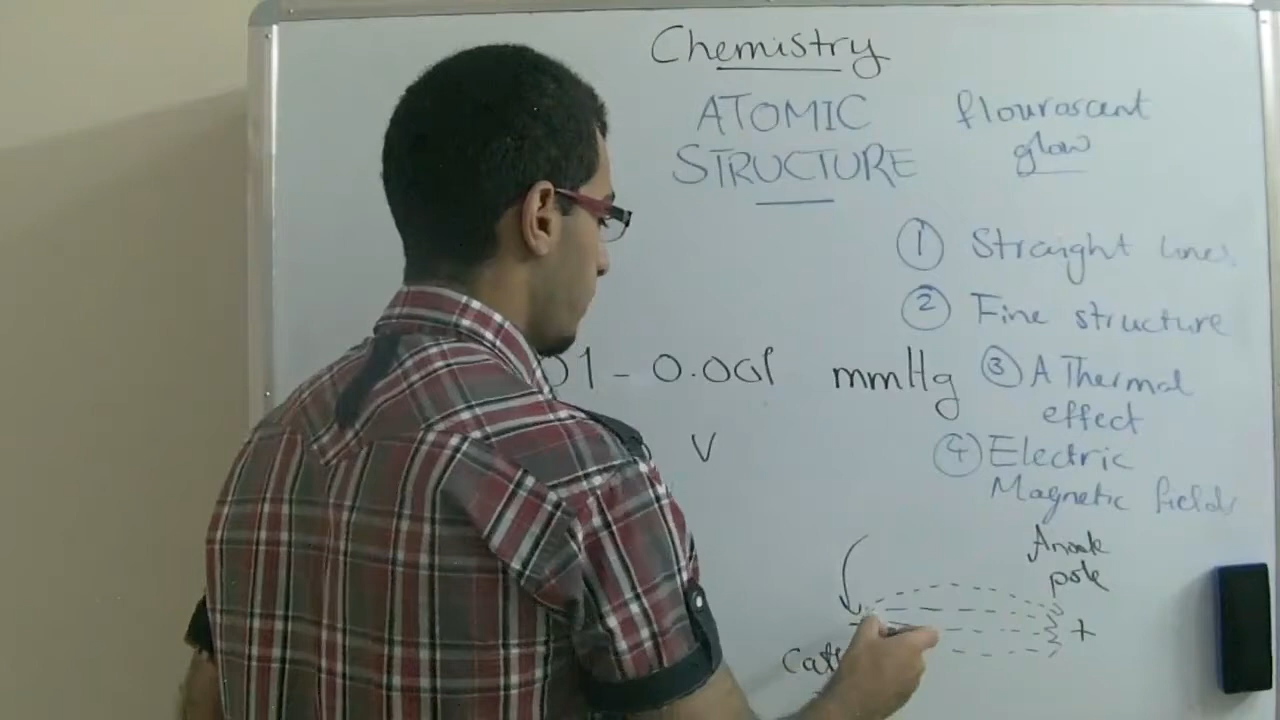 Chemistry
ATOMIC
STRUCTURE
flourascent
glow
① Straight lines
② Fine structure
01 - 0.001 mmHg
③ A Thermal
effect
V
④ Electric
Magnetic fields
Anode
pole
+
-